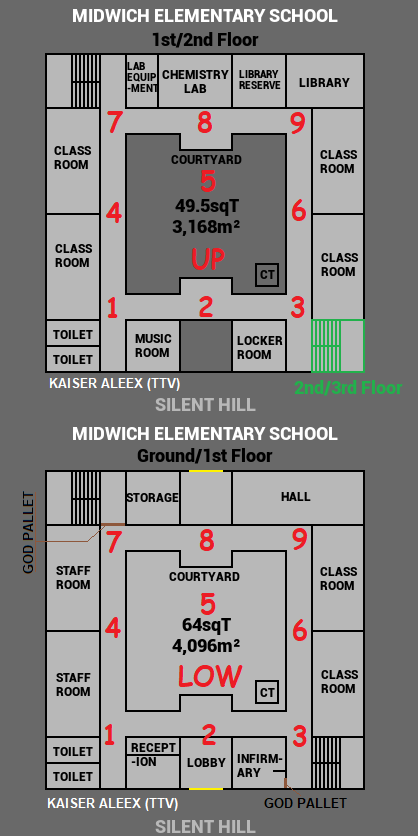 MIDWICH ELEMENTARY SCHOOL
1st/2nd Floor
LAB
EQUIP
-MENT
CHEMISTRY
LAB
LIBRARY
RESERVE
LIBRARY
7
8
9
CLASS
ROOM
COURTYARD
CLASS
ROOM
5
49.5sqT
3,168m²
4
6
UP
CLASS
ROOM
CLASS
ROOM
CT
1
2
3
TOILET
TOILET
MUSIC
ROOM
LOCKER
ROOM
KAISER ALEEX (TTV)
2nd/3rd Floor
SILENT HILL
MIDWICH ELEMENTARY SCHOOL
Ground/1st Floor
STORAGE
HALL
GOD PALLET
7
8
9
STAFF
ROOM
COURTYARD
CLASS
ROOM
5
64sqT
4,096m²
4
6
LOW
STAFF
ROOM
CLASS
ROOM
CT
1
2
3
TOILET
TOILET
RECEPT
-ION
LOBBY
INFIRM-
ARY
KAISER ALEEX (TTV)
GOD PALLET
SILENT HILL